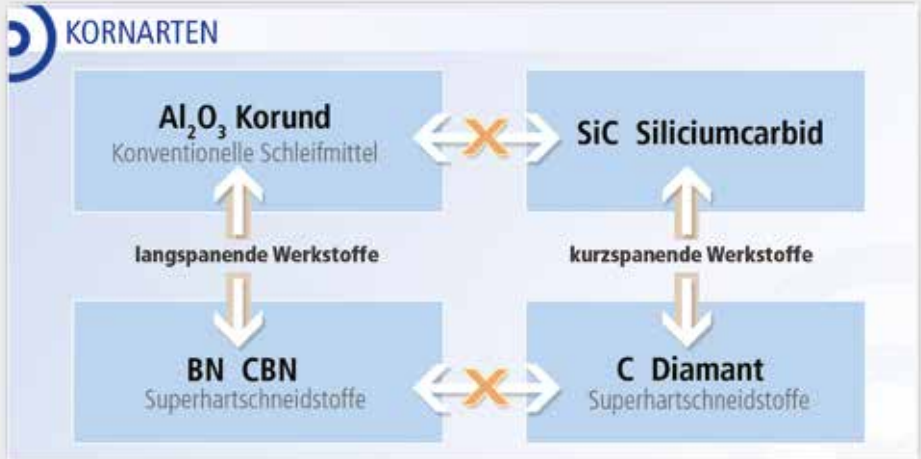 KORNARTEN
Al₂O₃ Korund
Konventionelle Schleifmittel
X
SiC Siliciumcarbid
langspanende Werkstoffe
kurzspanende Werkstoffe
BN CBN
Superhartschneidstoffe
X
C Diamant
Superhartschneidstoffe